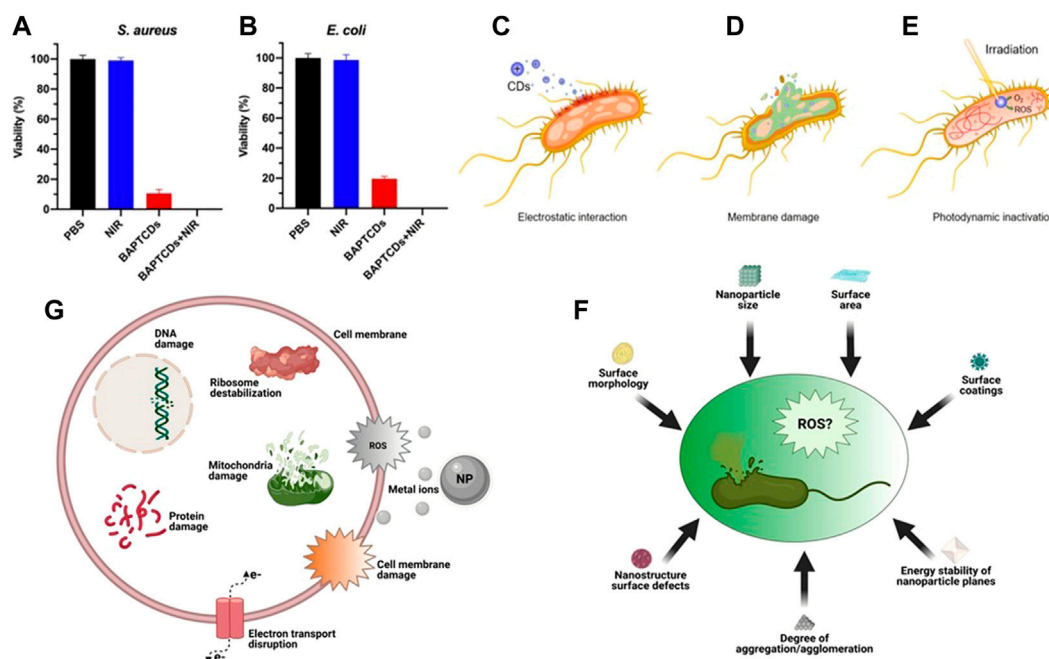 A
S. aureus
Viability (%)
100
80
60
40
20
0
PBS
NIR
BAPTCDs
BAPTCDs+NIR
B
E. coli
Viability (%)
100
80
60
40
20
0
PBS
NIR
BAPTCDs
BAPTCDs+NIR
C
+
CDs
Electrostatic interaction
D
Membrane damage
E
Irradiation
O2
ROS
Photodynamic inactivation
G
DNA
damage
Cell membrane
Ribosome
destabilization
ROS
Mitochondria
damage
Metal ions
NP
Protein
damage
Cell membrane
damage
e-
Electron transport
disruption
e-
F
Nanoparticle
size
Surface
area
Surface
morphology
Surface
coatings
ROS?
Nanostructure
surface defects
Energy stability of
nanoparticle planes
Degree of
aggregation/agglomeration